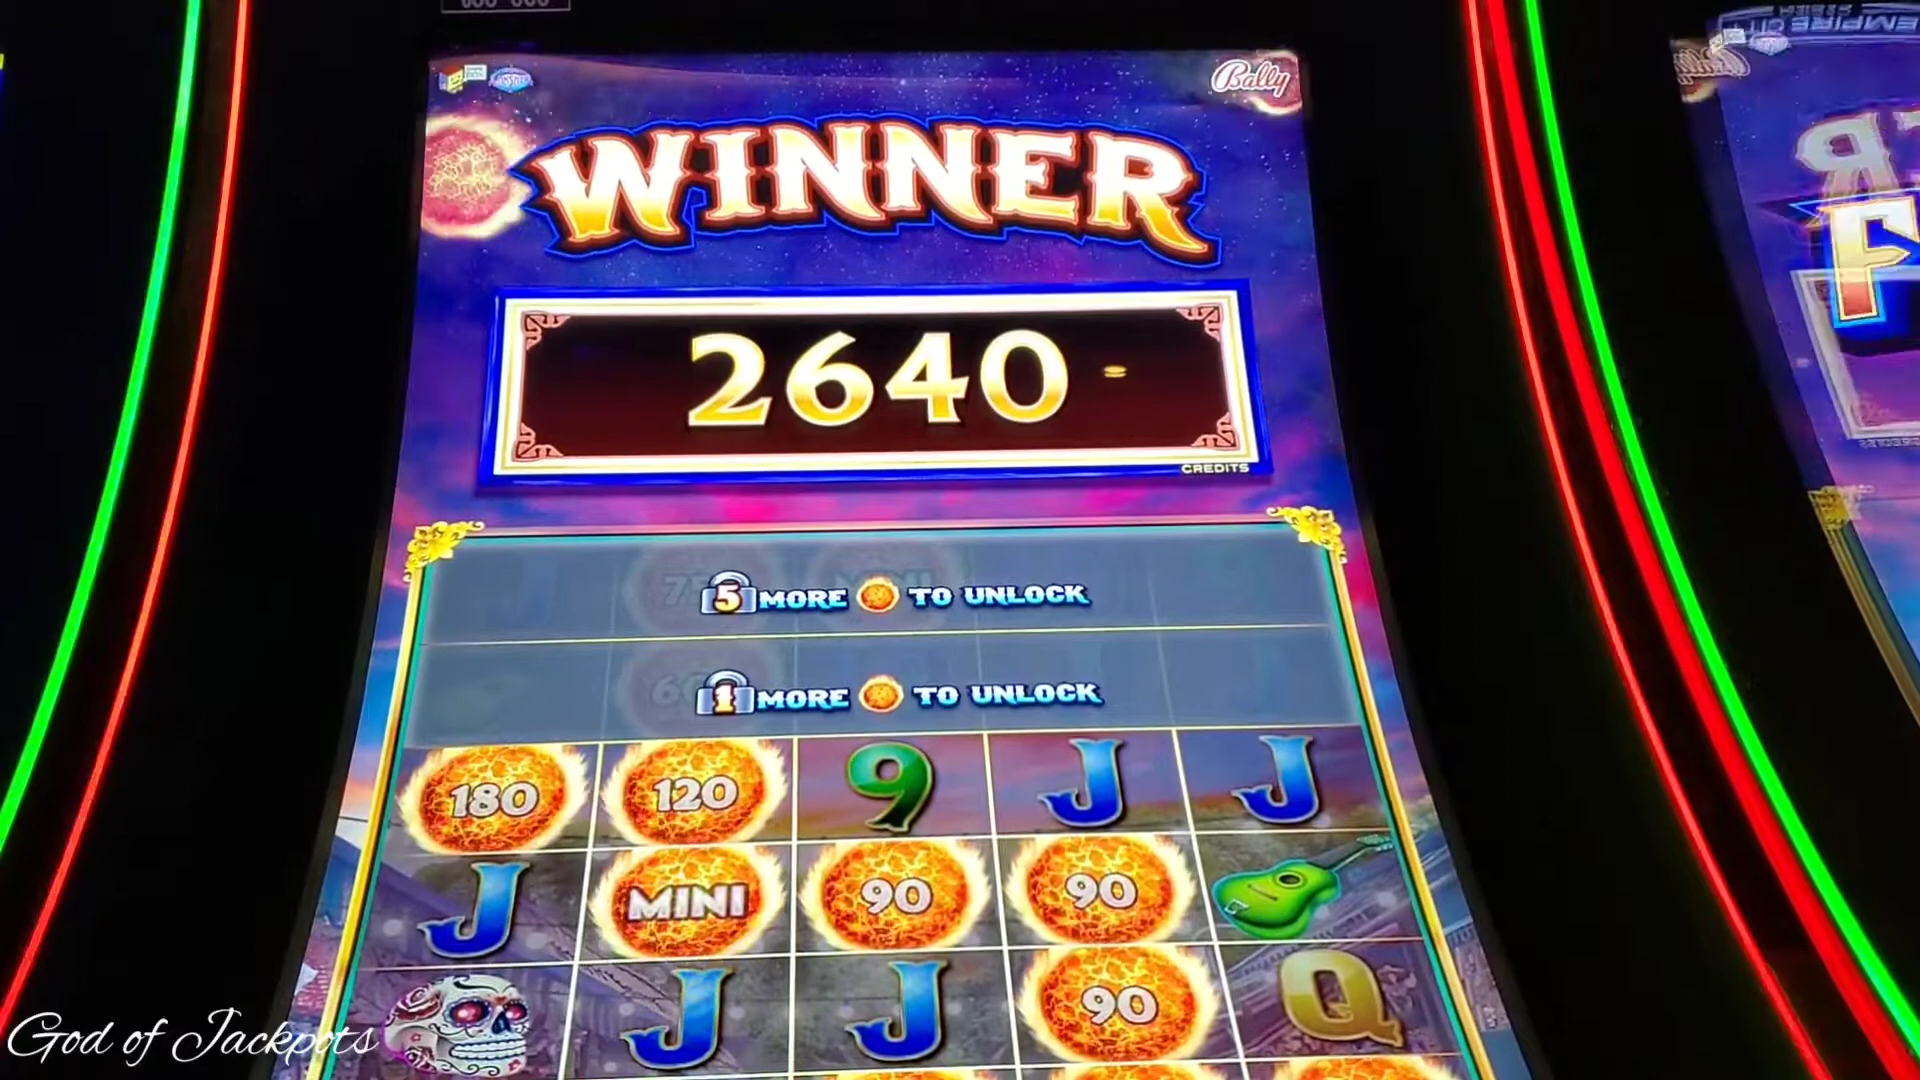 Bally
WINNER
2640
CREDITS
5 MORE TO UNLOCK
1 MORE TO UNLOCK
180 120 9 J J
J MINI 90 90
J J 90 Q
God of Jackpots